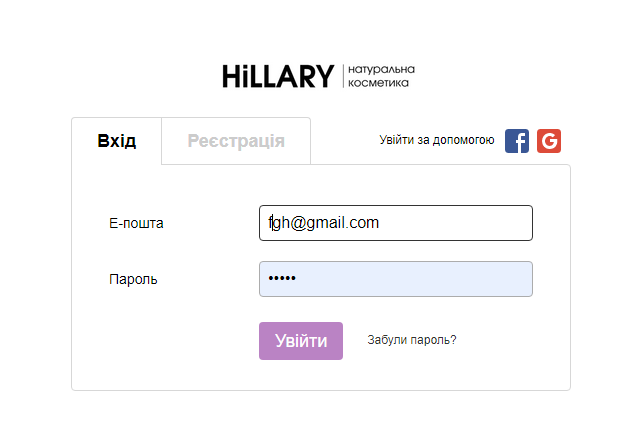 HiLLARY натуральна
косметика
Вхід Реєстрація Увійти за допомогою f G
Е-пошта fgh@gmail.com
Пароль •••••
Увійти Забули пароль?